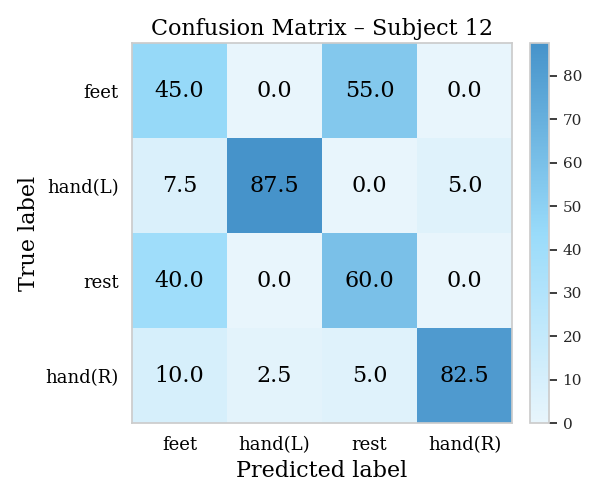 Confusion Matrix – Subject 12
feet 45.0 0.0 55.0 0.0
hand(L) 7.5 87.5 0.0 5.0
rest 40.0 0.0 60.0 0.0
hand(R) 10.0 2.5 5.0 82.5
feet hand(L) rest hand(R)
Predicted label
True label
80
70
60
50
40
30
20
10
0